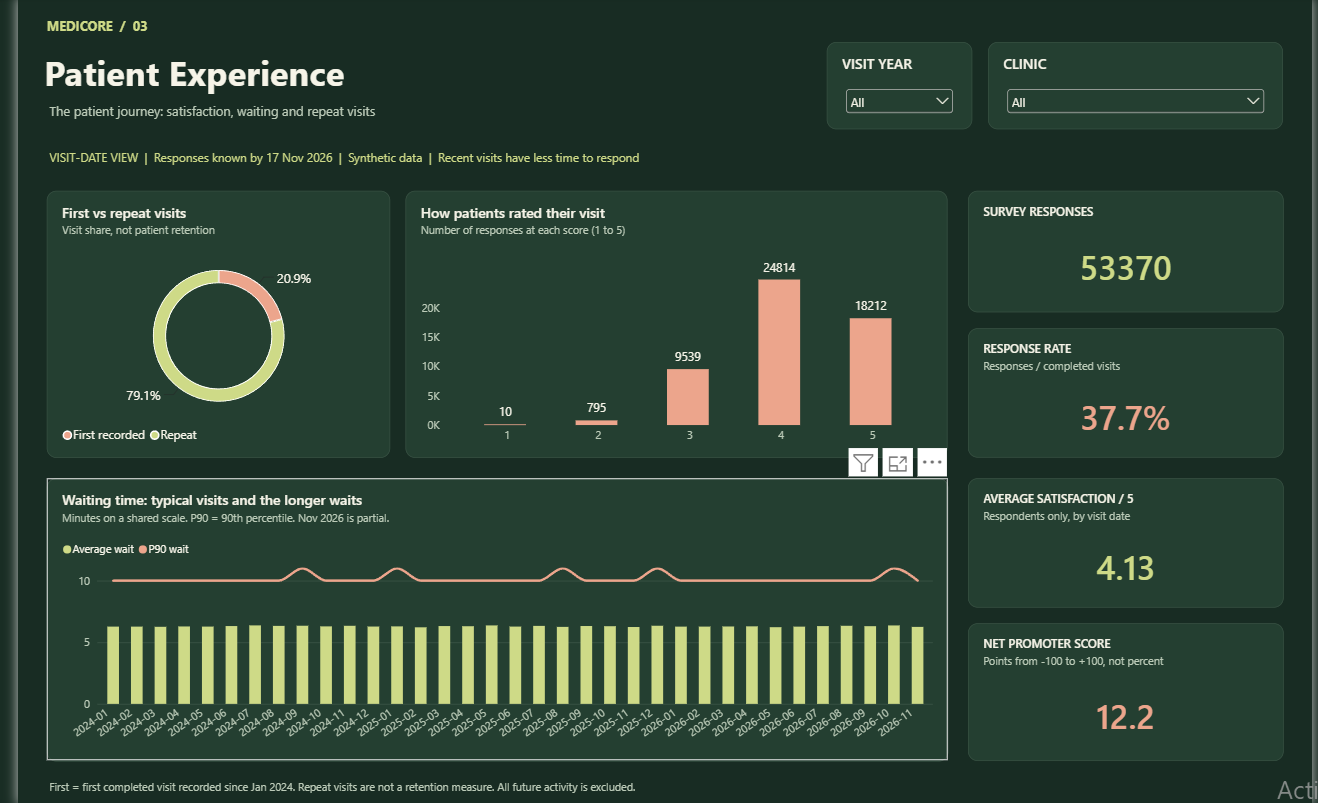 MEDICORE / 03
Patient Experience
The patient journey: satisfaction, waiting and repeat visits
VISIT YEAR
All
CLINIC
All
VISIT-DATE VIEW | Responses known by 17 Nov 2026 | Synthetic data | Recent visits have less time to respond
First vs repeat visits
Visit share, not patient retention
20.9%
79.1%
First recorded Repeat
How patients rated their visit
Number of responses at each score (1 to 5)
24814
18212
9539
795
10
20K
15K
10K
5K
0K
1 2 3 4 5
SURVEY RESPONSES
53370
RESPONSE RATE
Responses / completed visits
37.7%
Waiting time: typical visits and the longer waits
Minutes on a shared scale. P90 = 90th percentile. Nov 2026 is partial.
Average wait P90 wait
10
5
0
2024-01 2024-02 2024-03 2024-04 2024-05 2024-06 2024-07 2024-08 2024-09 2024-10 2024-11 2024-12 2025-01 2025-02 2025-03 2025-04 2025-05 2025-06 2025-07 2025-08 2025-09 2025-10 2025-11 2025-12 2026-01 2026-02 2026-03 2026-04 2026-05 2026-06 2026-07 2026-08 2026-09 2026-10 2026-11
AVERAGE SATISFACTION / 5
Respondents only, by visit date
4.13
NET PROMOTER SCORE
Points from -100 to +100, not percent
12.2
First = first completed visit recorded since Jan 2024. Repeat visits are not a retention measure. All future activity is excluded.